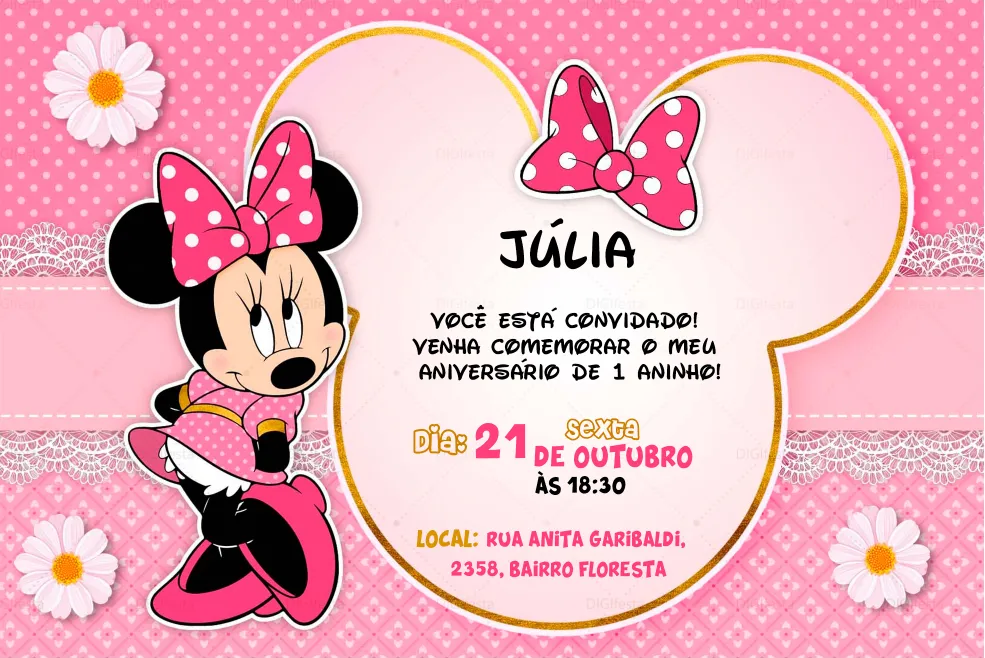 JÚLIA
VOCÊ ESTÁ CONVIDADO!
VENHA COMEMORAR O MEU
ANIVERSÁRIO DE 1 ANINHO!
Dia: 21 sexta
DE OUTUBRO
ÀS 18:30
LOCAL: RUA ANITA GARIBALDI,
2358, BAIRRO FLORESTA
DIGIfesta